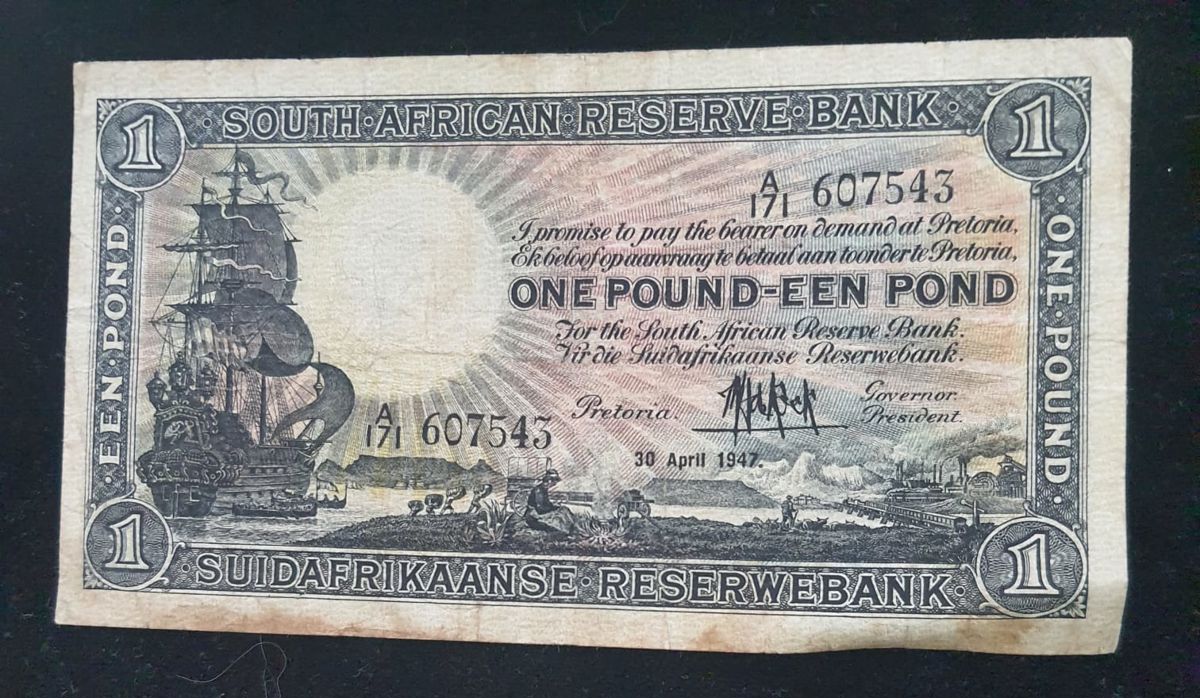 1 · SOUTH · AFRICAN · RESERVE · BANK · 1
A/171 607543
I promise to pay the bearer on demand at Pretoria,
Ek beloof op aanvraag te betaal aan toonder te Pretoria,
ONE POUND-EEN POND
For the South African Reserve Bank.
Vir die Suidafrikaanse Reserwebank.
Pretoria.
Governor.
President.
30 April 1947.
A/171 607543
· EEN · POND ·
· ONE · POUND ·
1 · SUIDAFRIKAANSE · RESERWEBANK · 1